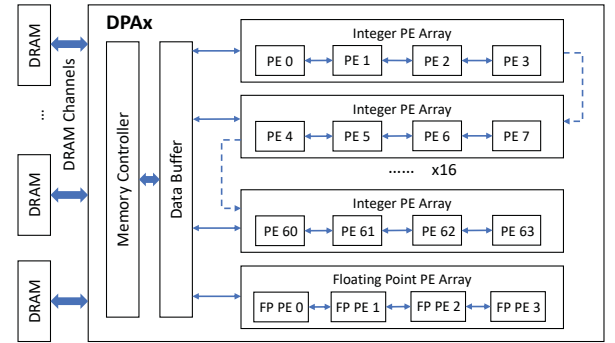 DPAx
DRAM
...
DRAM
DRAM
DRAM Channels
Memory Controller
Data Buffer
Integer PE Array
PE 0 PE 1 PE 2 PE 3
Integer PE Array
PE 4 PE 5 PE 6 PE 7
...... x16
Integer PE Array
PE 60 PE 61 PE 62 PE 63
Floating Point PE Array
FP PE 0 FP PE 1 FP PE 2 FP PE 3